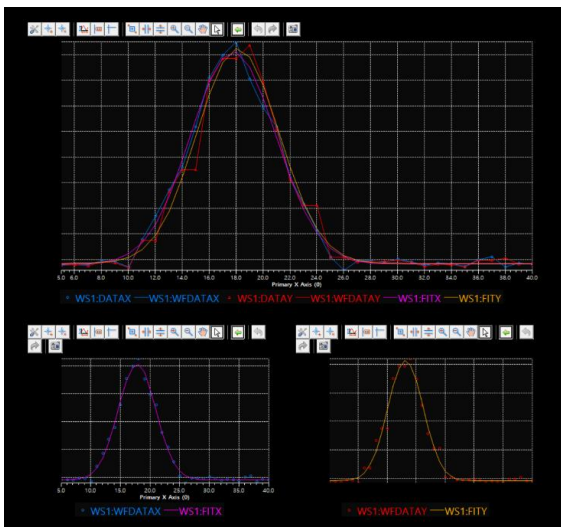 5.0 6.0 8.0 10.0 12.0 14.0 16.0 18.0 20.0 22.0 24.0 26.0 28.0 30.0 32.0 34.0 36.0 38.0 40.0
Primary X Axis (0)
WS1:DATAX WS1:WFDATAX WS1:DATAY WS1:WFDATAY WS1:FITX WS1:FITY
5.0 10.0 15.0 20.0 25.0 30.0 35.0 40.0
Primary X Axis (0)
WS1:WFDATAX WS1:FITX
WS1:WFDATAY WS1:FITY